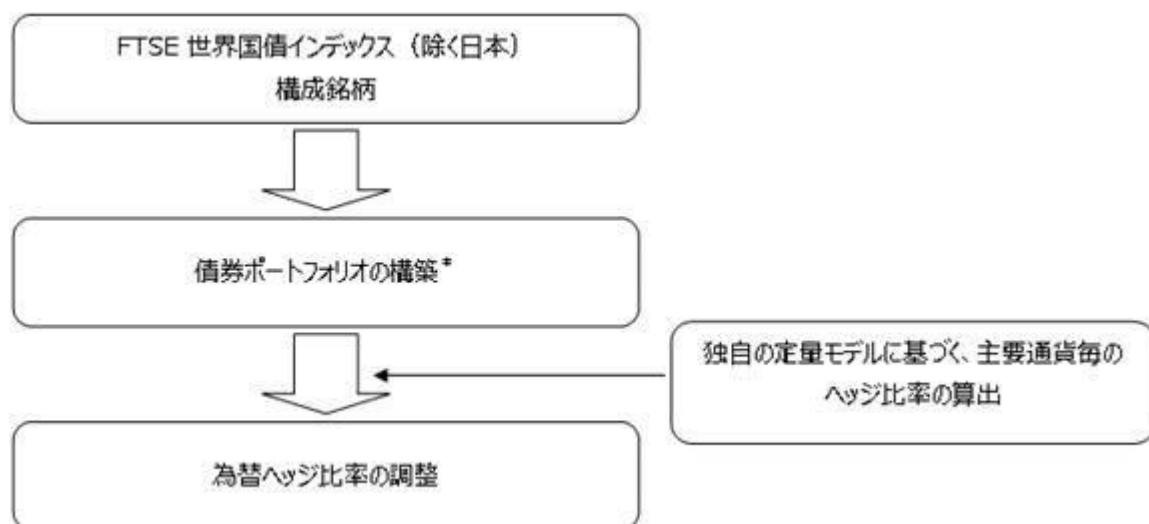 FTSE 世界国債インデックス（除く日本）
構成銘柄
債券ポートフォリオの構築*
独自の定量モデルに基づく、主要通貨毎の
ヘッジ比率の算出
為替ヘッジ比率の調整